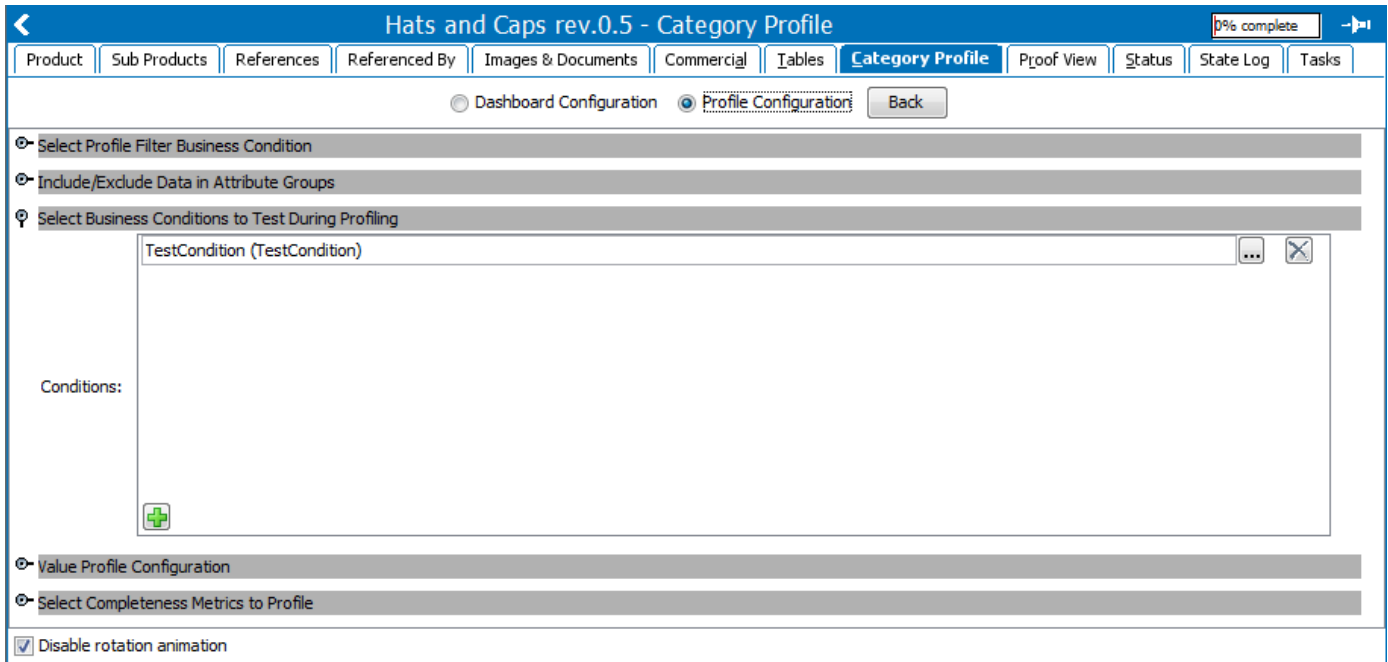 Hats and Caps rev.0.5 - Category Profile 0% complete
Product Sub Products References Referenced By Images & Documents Commercial Tables Category Profile Proof View Status State Log Tasks
Dashboard Configuration Profile Configuration Back
Select Profile Filter Business Condition
Include/Exclude Data in Attribute Groups
Select Business Conditions to Test During Profiling
TestCondition (TestCondition) ...
Conditions:
Value Profile Configuration
Select Completeness Metrics to Profile
Disable rotation animation